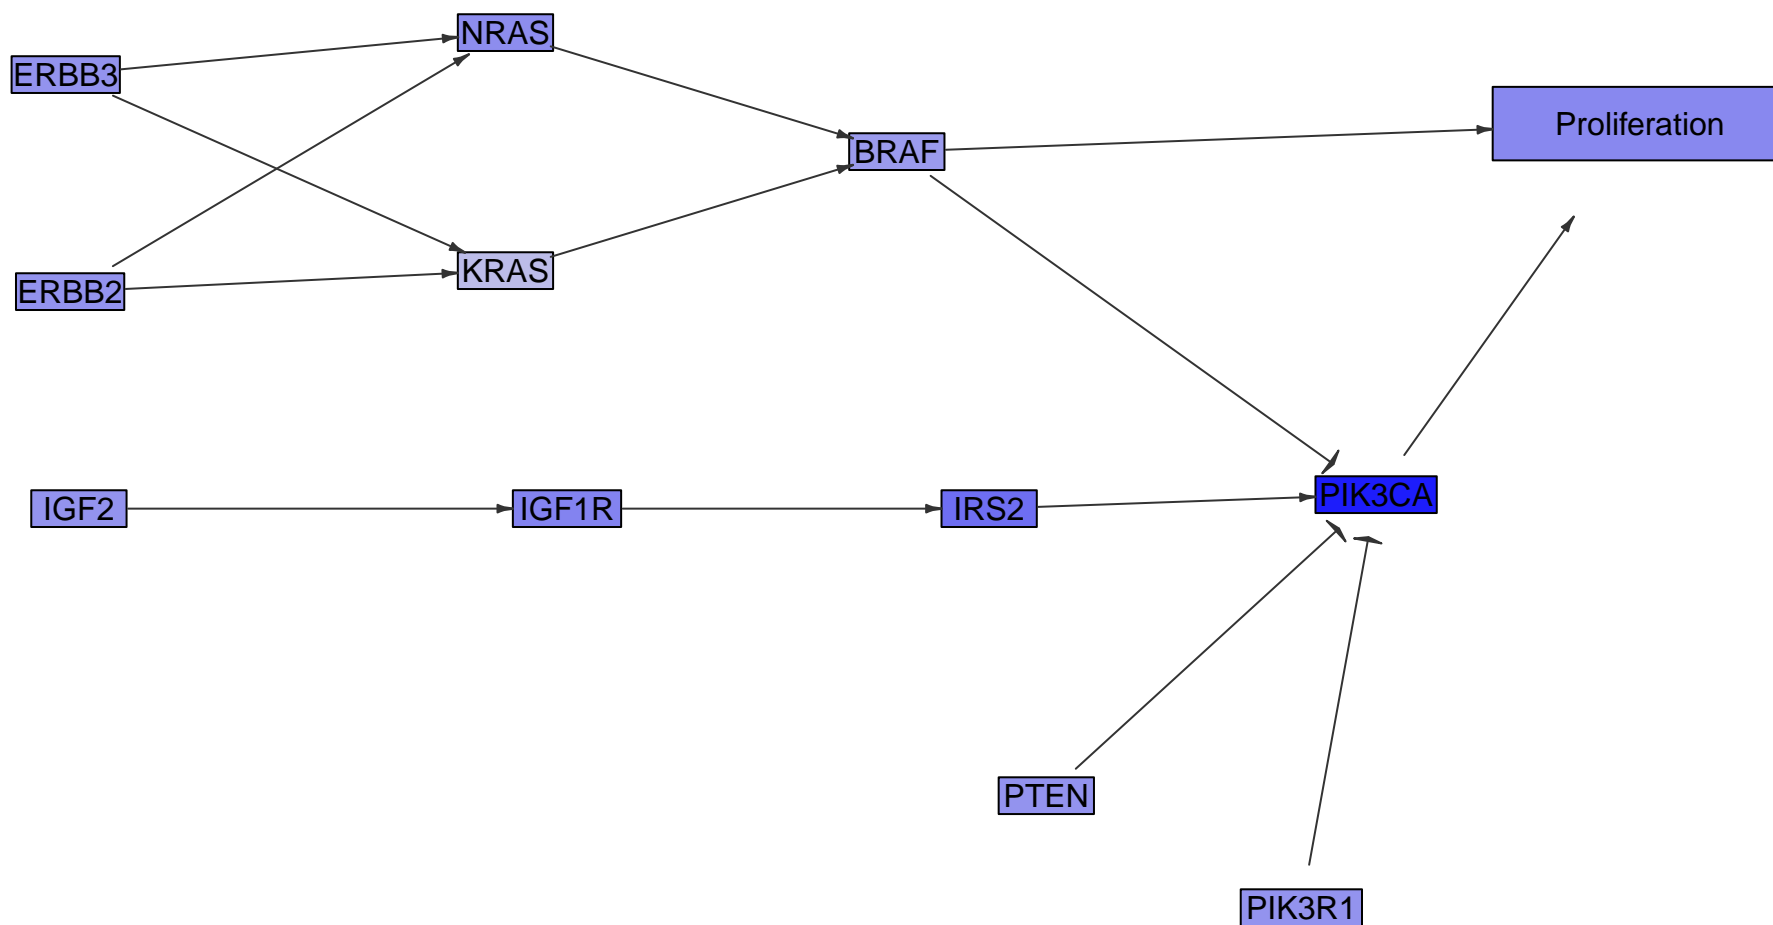 NRAS
ERBB3
Proliferation
BRAF
KRAS
ERBB2
PIK3CA
IGF2
IGF1R
IRS2
PTEN
PIK3R1